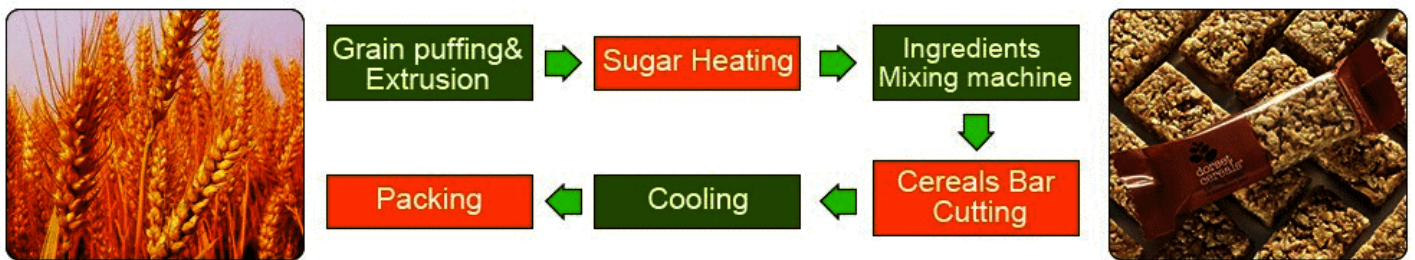 Grain puffing&
Extrusion
Sugar Heating
Ingredients
Mixing machine
Cereals Bar
Cutting
Cooling
Packing
dorset
cereals